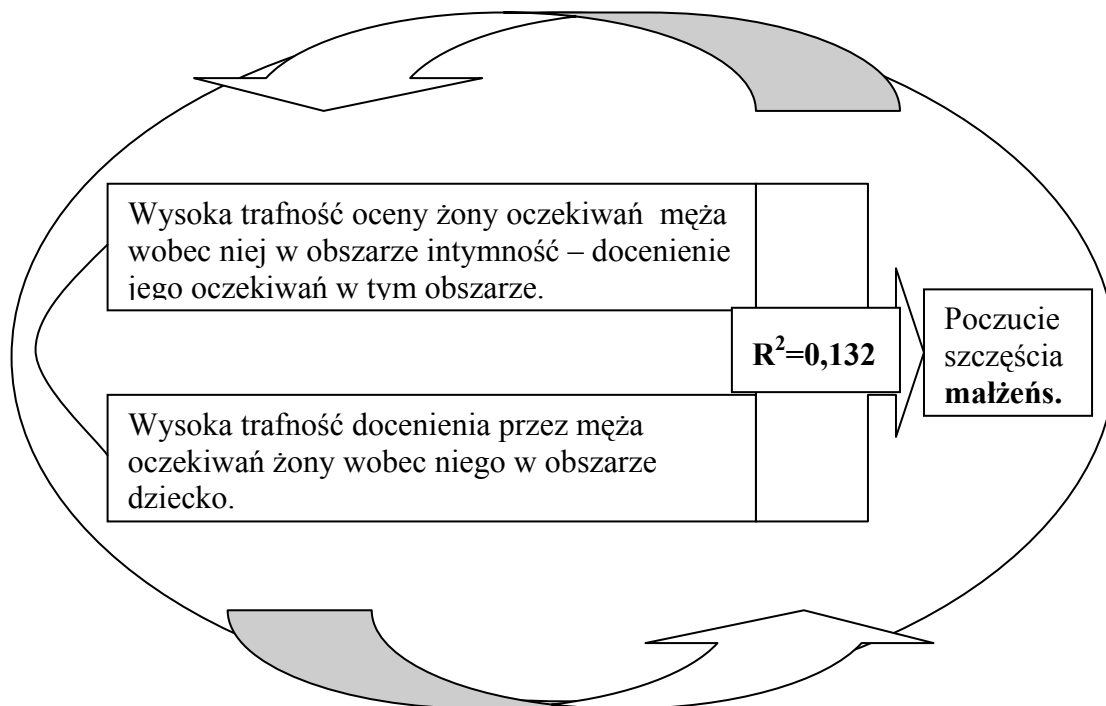 Wysoka trafność oceny żony oczekiwań męża
wobec niej w obszarze intymność – docenienie
jego oczekiwań w tym obszarze.
R²=0,132
Poczucie
szczęścia
małżeńs.
Wysoka trafność docenienia przez męża
oczekiwań żony wobec niego w obszarze
dziecko.